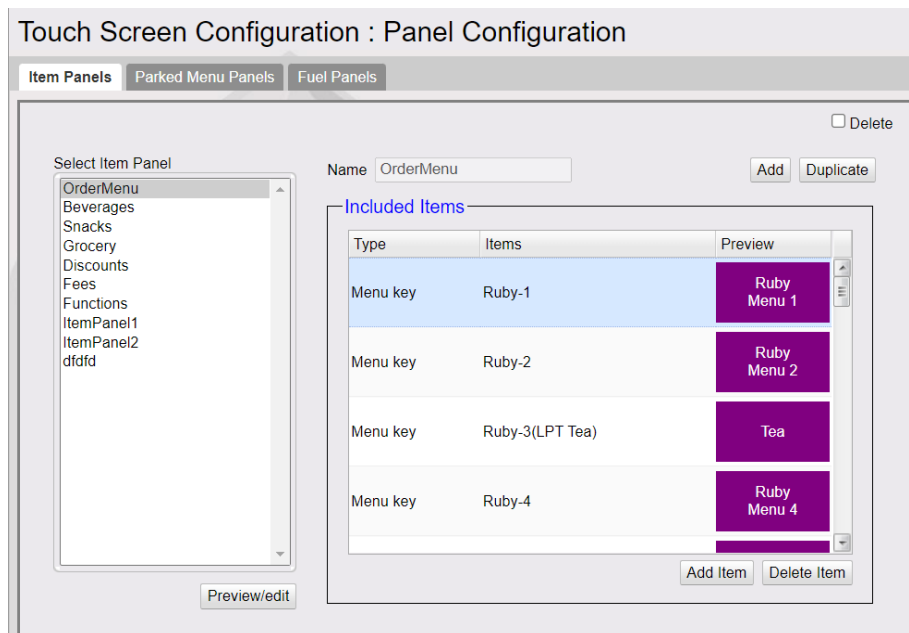 Touch Screen Configuration : Panel Configuration
Item Panels Parked Menu Panels Fuel Panels
Delete
Select Item Panel
OrderMenu
Beverages
Snacks
Grocery
Discounts
Fees
Functions
ItemPanel1
ItemPanel2
dfdfd
Preview/edit
Name OrderMenu Add Duplicate
Included Items
Type Items Preview
Menu key Ruby-1 Ruby
Menu 1
Menu key Ruby-2 Ruby
Menu 2
Menu key Ruby-3(LPT Tea) Tea
Menu key Ruby-4 Ruby
Menu 4
Add Item Delete Item